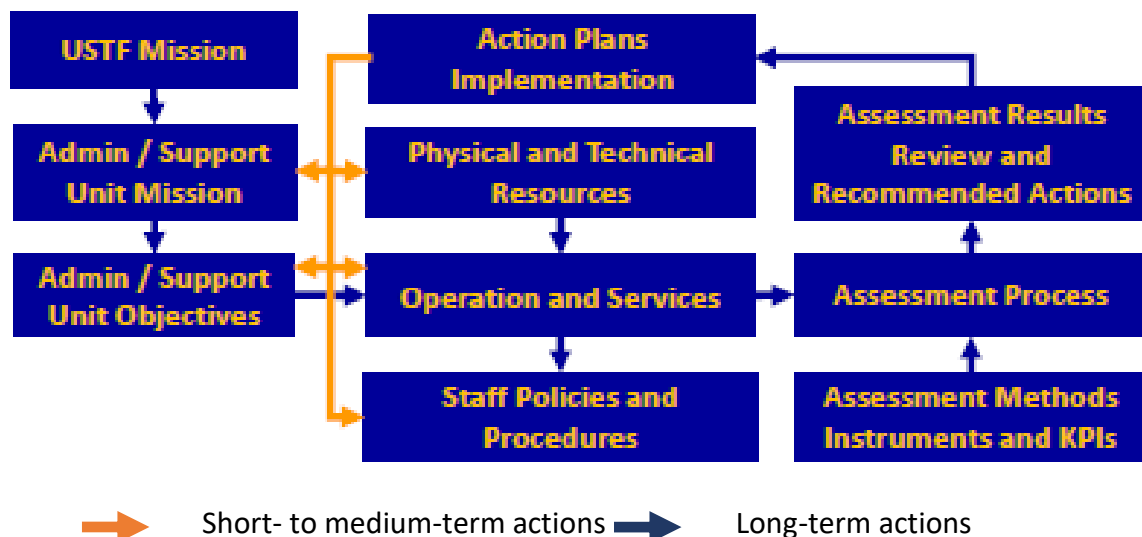 USTF Mission
Admin / Support
Unit Mission
Admin / Support
Unit Objectives
Action Plans
Implementation
Physical and Technical
Resources
Operation and Services
Staff Policies and
Procedures
Assessment Results
Review and
Recommended Actions
Assessment Process
Assessment Methods
Instruments and KPIs
Short- to medium-term actions
Long-term actions